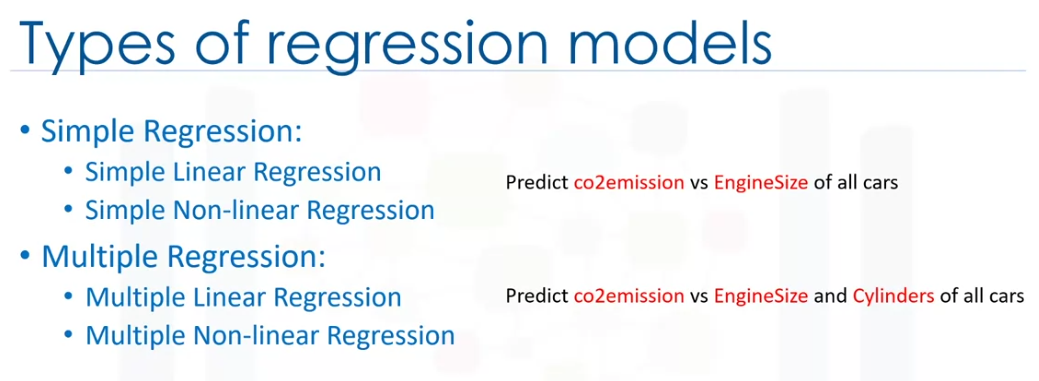 Types of regression models
• Simple Regression:
• Simple Linear Regression
• Simple Non-linear Regression
Predict co2emission vs EngineSize of all cars
• Multiple Regression:
• Multiple Linear Regression
• Multiple Non-linear Regression
Predict co2emission vs EngineSize and Cylinders of all cars